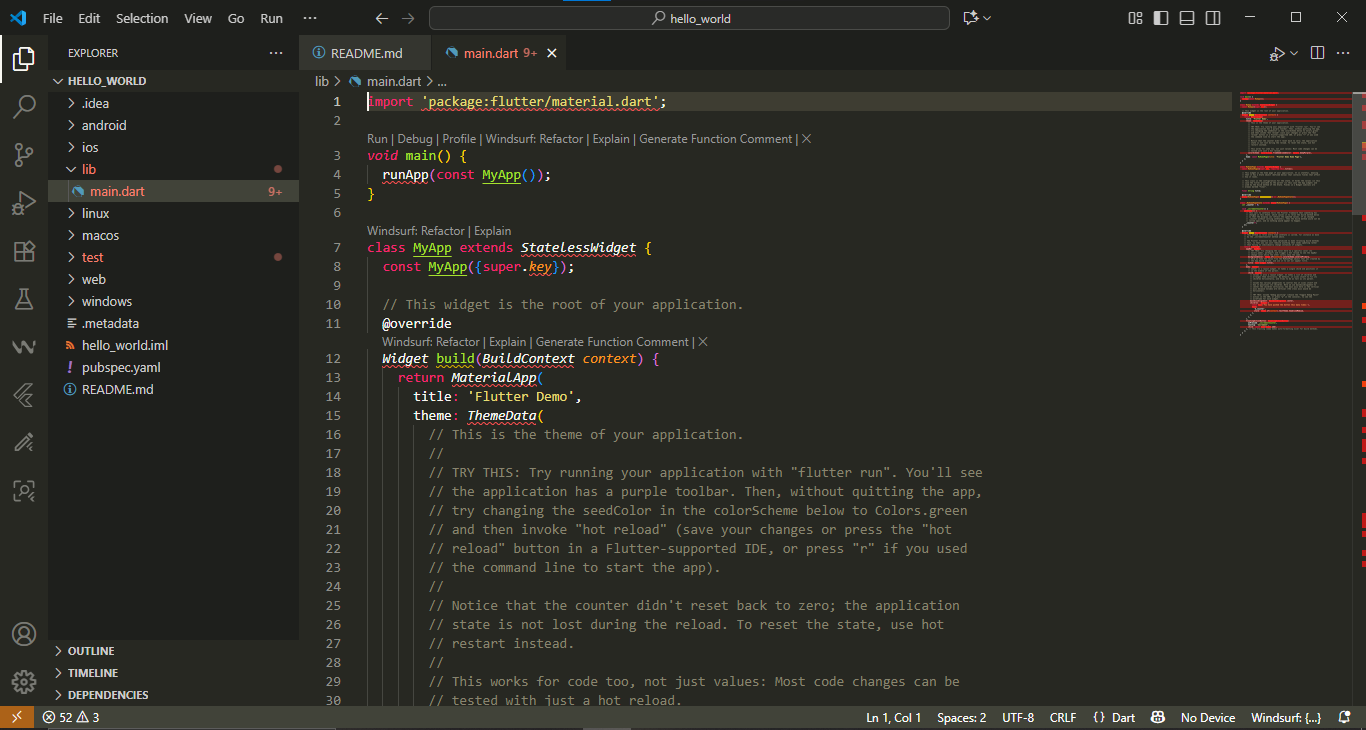 File Edit Selection View Go Run ···
hello_world
EXPLORER ···
HELLO_WORLD
.idea
android
ios
lib
main.dart 9+
linux
macos
test
web
windows
.metadata
hello_world.iml
pubspec.yaml
README.md
OUTLINE
TIMELINE
DEPENDENCIES
README.md main.dart 9+
lib > main.dart > ...
1 import 'package:flutter/material.dart';
2
Run | Debug | Profile | Windsurf: Refactor | Explain | Generate Function Comment | X
3 void main() {
4 runApp(const MyApp());
5 }
6
Windsurf: Refactor | Explain
7 class MyApp extends StatelessWidget {
8 const MyApp({super.key});
9
10 // This widget is the root of your application.
11 @override
Windsurf: Refactor | Explain | Generate Function Comment | X
12 Widget build(BuildContext context) {
13 return MaterialApp(
14 title: 'Flutter Demo',
15 theme: ThemeData(
16 // This is the theme of your application.
17 //
18 // TRY THIS: Try running your application with "flutter run". You'll see
19 // the application has a purple toolbar. Then, without quitting the app,
20 // try changing the seedColor in the colorScheme below to Colors.green
21 // and then invoke "hot reload" (save your changes or press the "hot
22 // reload" button in a Flutter-supported IDE, or press "r" if you used
23 // the command line to start the app).
24 //
25 // Notice that the counter didn't reset back to zero; the application
26 // state is not lost during the reload. To reset the state, use hot
27 // restart instead.
28 //
29 // This works for code too, not just values: Most code changes can be
30 // tested with just a hot reload.
52 3 Ln 1, Col 1 Spaces: 2 UTF-8 CRLF {} Dart No Device Windsurf: {...}